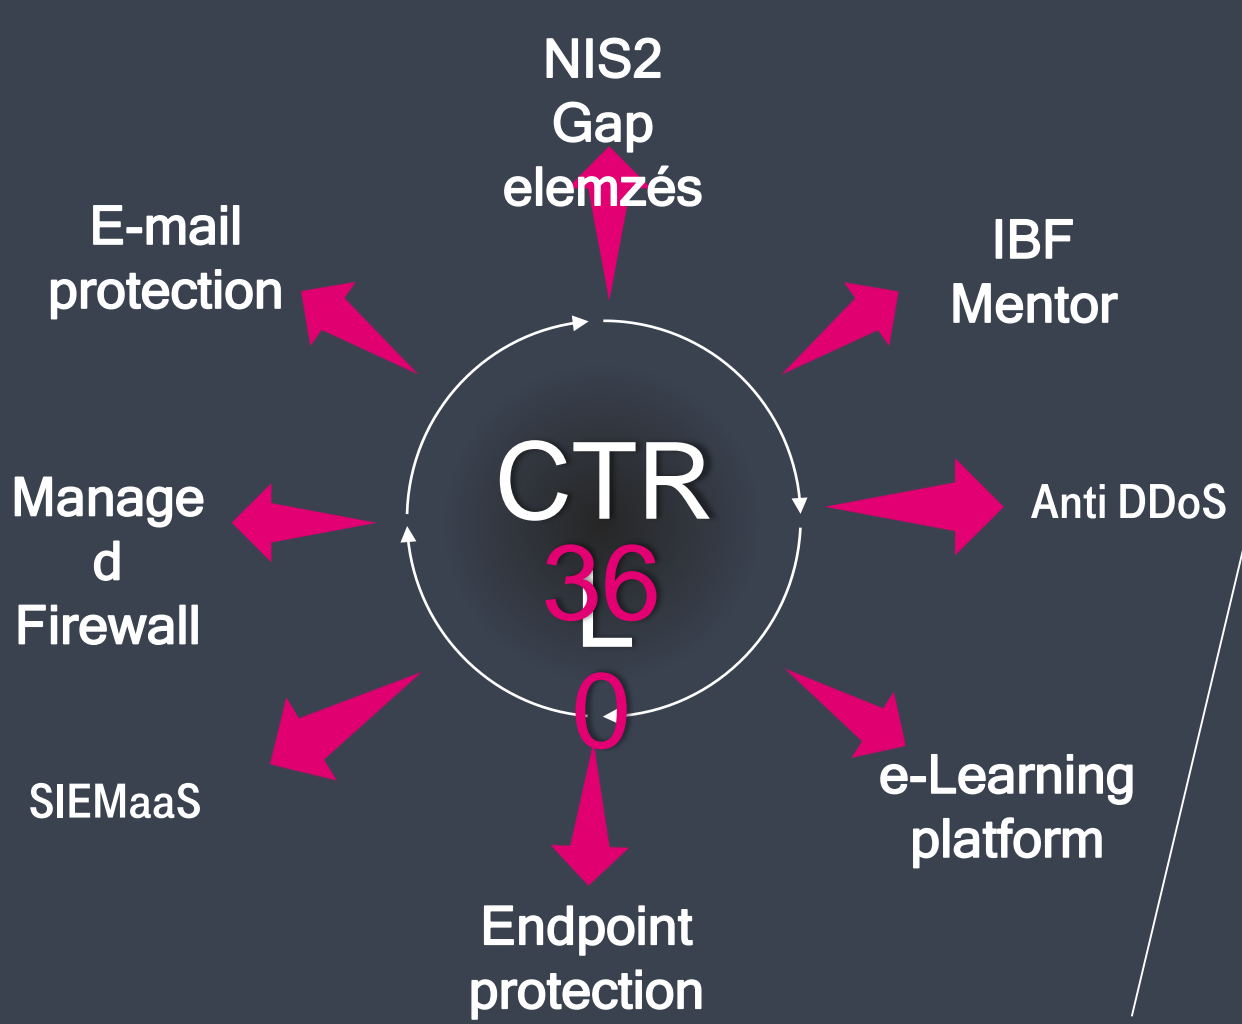 NIS2
Gap
elemzés
IBF
Mentor
Anti DDoS
e-Learning
platform
Endpoint
protection
SIEMaaS
Manage
d
Firewall
E-mail
protection
CTR
L
36
0